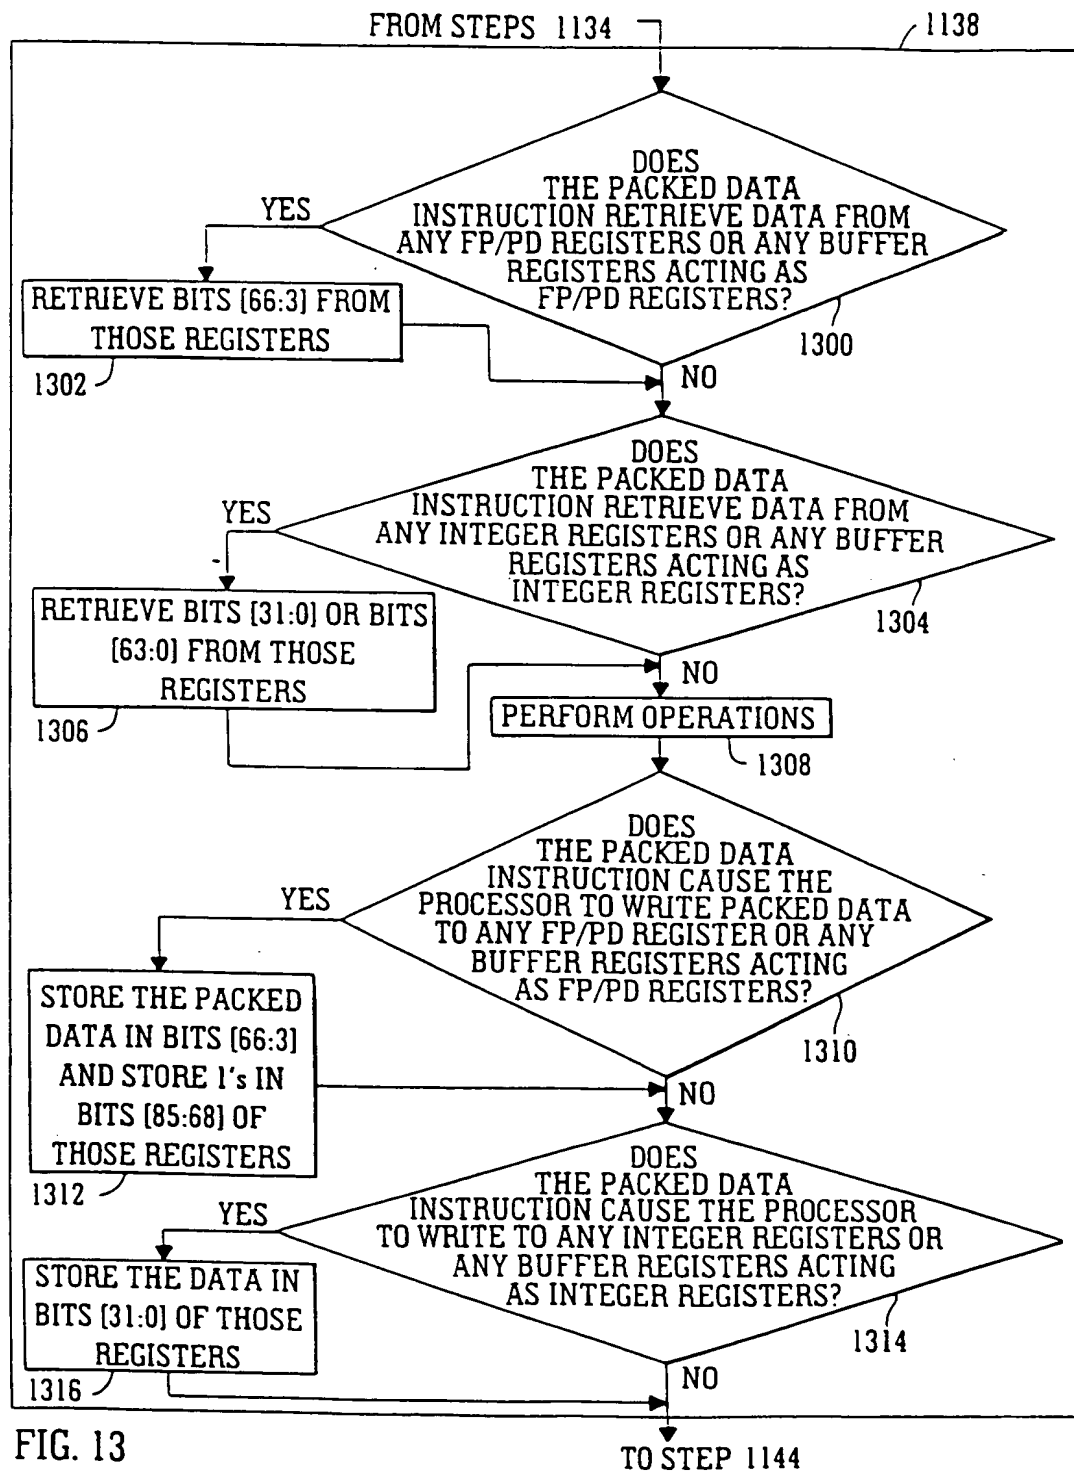 FROM STEPS 1134
1138
DOES
THE PACKED DATA
INSTRUCTION RETRIEVE DATA FROM
ANY FP/PD REGISTERS OR ANY BUFFER
REGISTERS ACTING AS
FP/PD REGISTERS?
1300
YES
RETRIEVE BITS [66:3] FROM
THOSE REGISTERS
1302
NO
DOES
THE PACKED DATA
INSTRUCTION RETRIEVE DATA FROM
ANY INTEGER REGISTERS OR ANY BUFFER
REGISTERS ACTING AS
INTEGER REGISTERS?
1304
YES
RETRIEVE BITS [31:0] OR BITS
[63:0] FROM THOSE
REGISTERS
1306
NO
PERFORM OPERATIONS
1308
DOES
THE PACKED DATA
INSTRUCTION CAUSE THE
PROCESSOR TO WRITE PACKED DATA
TO ANY FP/PD REGISTER OR ANY
BUFFER REGISTERS ACTING
AS FP/PD REGISTERS?
1310
YES
STORE THE PACKED
DATA IN BITS [66:3]
AND STORE 1's IN
BITS [85:68] OF
THOSE REGISTERS
1312
NO
DOES
THE PACKED DATA
INSTRUCTION CAUSE THE PROCESSOR
TO WRITE TO ANY INTEGER REGISTERS OR
ANY BUFFER REGISTERS ACTING
AS INTEGER REGISTERS?
1314
YES
STORE THE DATA IN
BITS [31:0] OF THOSE
REGISTERS
1316
NO
FIG. 13
TO STEP 1144